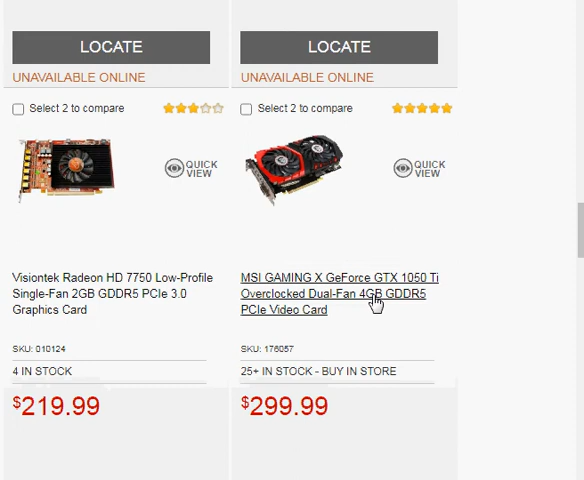 LOCATE
LOCATE
UNAVAILABLE ONLINE
UNAVAILABLE ONLINE
Select 2 to compare
Select 2 to compare
QUICK
VIEW
QUICK
VIEW
Visiontek Radeon HD 7750 Low-Profile
Single-Fan 2GB GDDR5 PCIe 3.0
Graphics Card
MSI GAMING X GeForce GTX 1050 Ti
Overclocked Dual-Fan 4GB GDDR5
PCIe Video Card
SKU: 010124
SKU: 176057
4 IN STOCK
25+ IN STOCK - BUY IN STORE
$219.99
$299.99